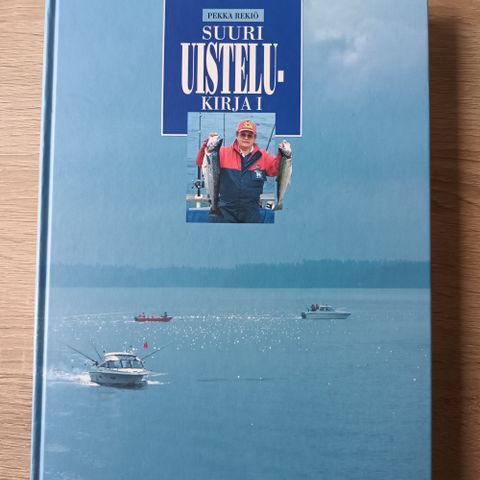 PEKKA REKIÖ
SUURI
UISTELU-
KIRJA I